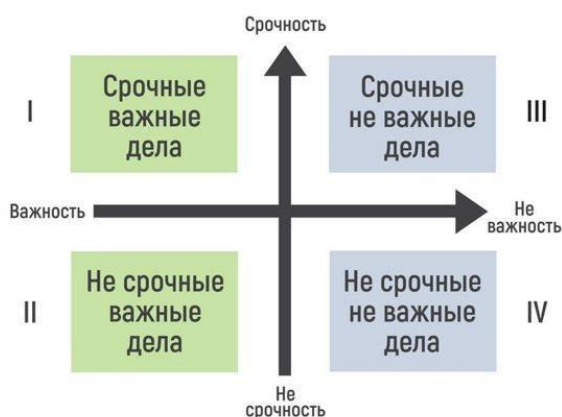 Срочность
I
Срочные
важные
дела
Срочные
не важные
дела
III
Важность
Не
важность
II
Не срочные
важные
дела
Не срочные
не важные
дела
IV
Не
срочность